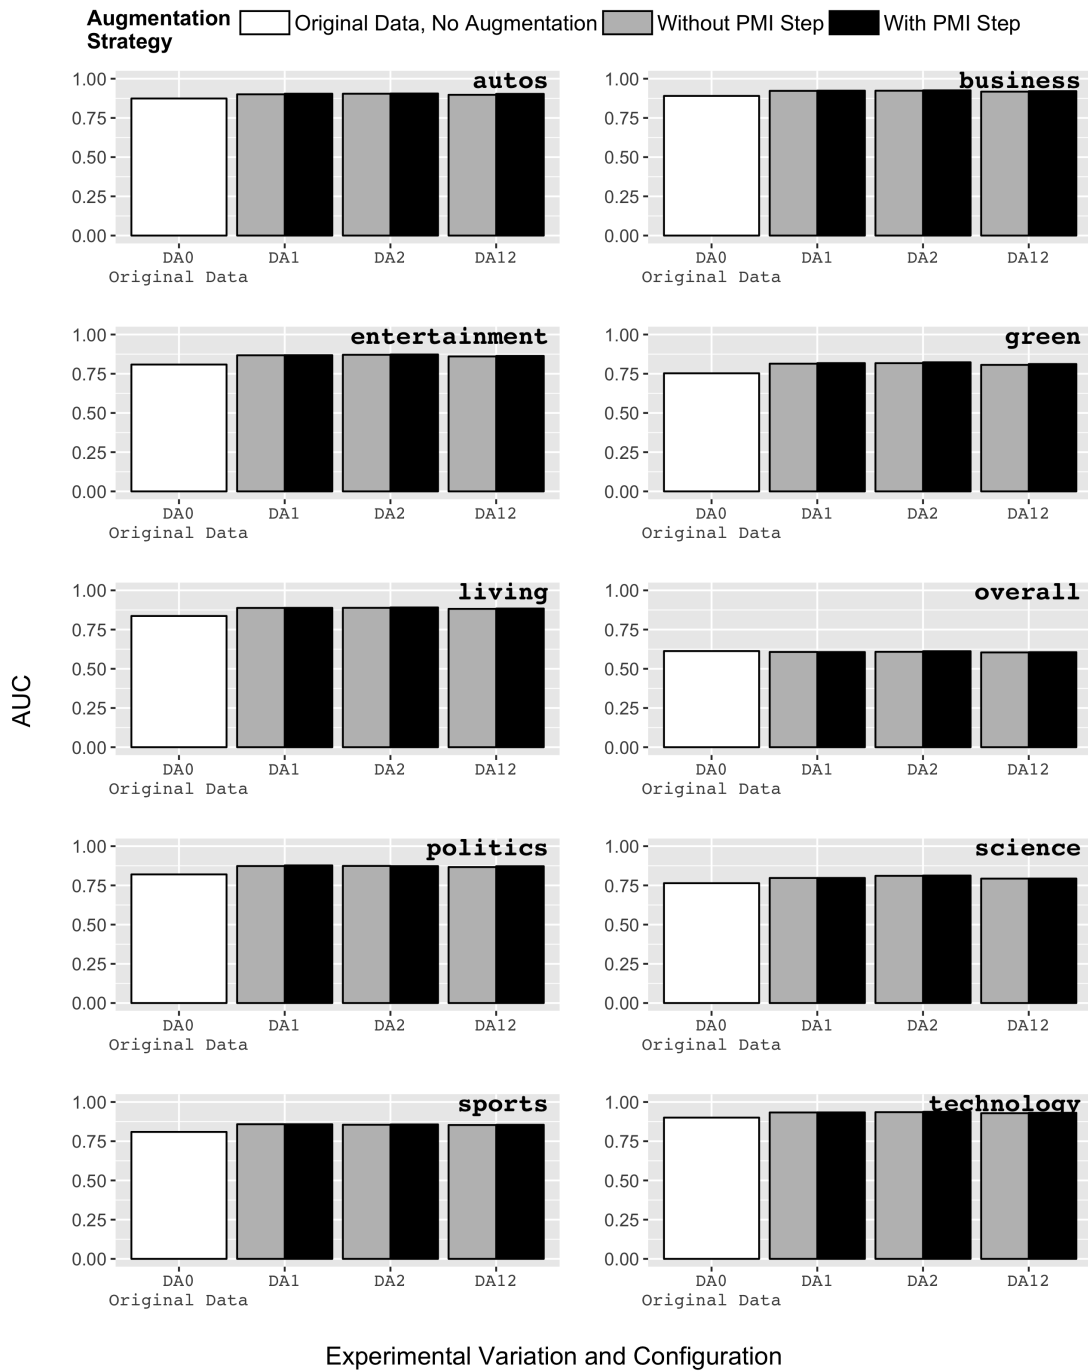 Augmentation Strategy
Original Data, No Augmentation Without PMI Step With PMI Step
autos
1.00
0.75
0.50
0.25
0.00
DA0 DA1 DA2 DA12
Original Data
business
1.00
0.75
0.50
0.25
0.00
DA0 DA1 DA2 DA12
Original Data
entertainment
1.00
0.75
0.50
0.25
0.00
DA0 DA1 DA2 DA12
Original Data
green
1.00
0.75
0.50
0.25
0.00
DA0 DA1 DA2 DA12
Original Data
living
1.00
0.75
0.50
0.25
0.00
DA0 DA1 DA2 DA12
Original Data
overall
1.00
0.75
0.50
0.25
0.00
DA0 DA1 DA2 DA12
Original Data
AUC
politics
1.00
0.75
0.50
0.25
0.00
DA0 DA1 DA2 DA12
Original Data
science
1.00
0.75
0.50
0.25
0.00
DA0 DA1 DA2 DA12
Original Data
sports
1.00
0.75
0.50
0.25
0.00
DA0 DA1 DA2 DA12
Original Data
technology
1.00
0.75
0.50
0.25
0.00
DA0 DA1 DA2 DA12
Original Data
Experimental Variation and Configuration